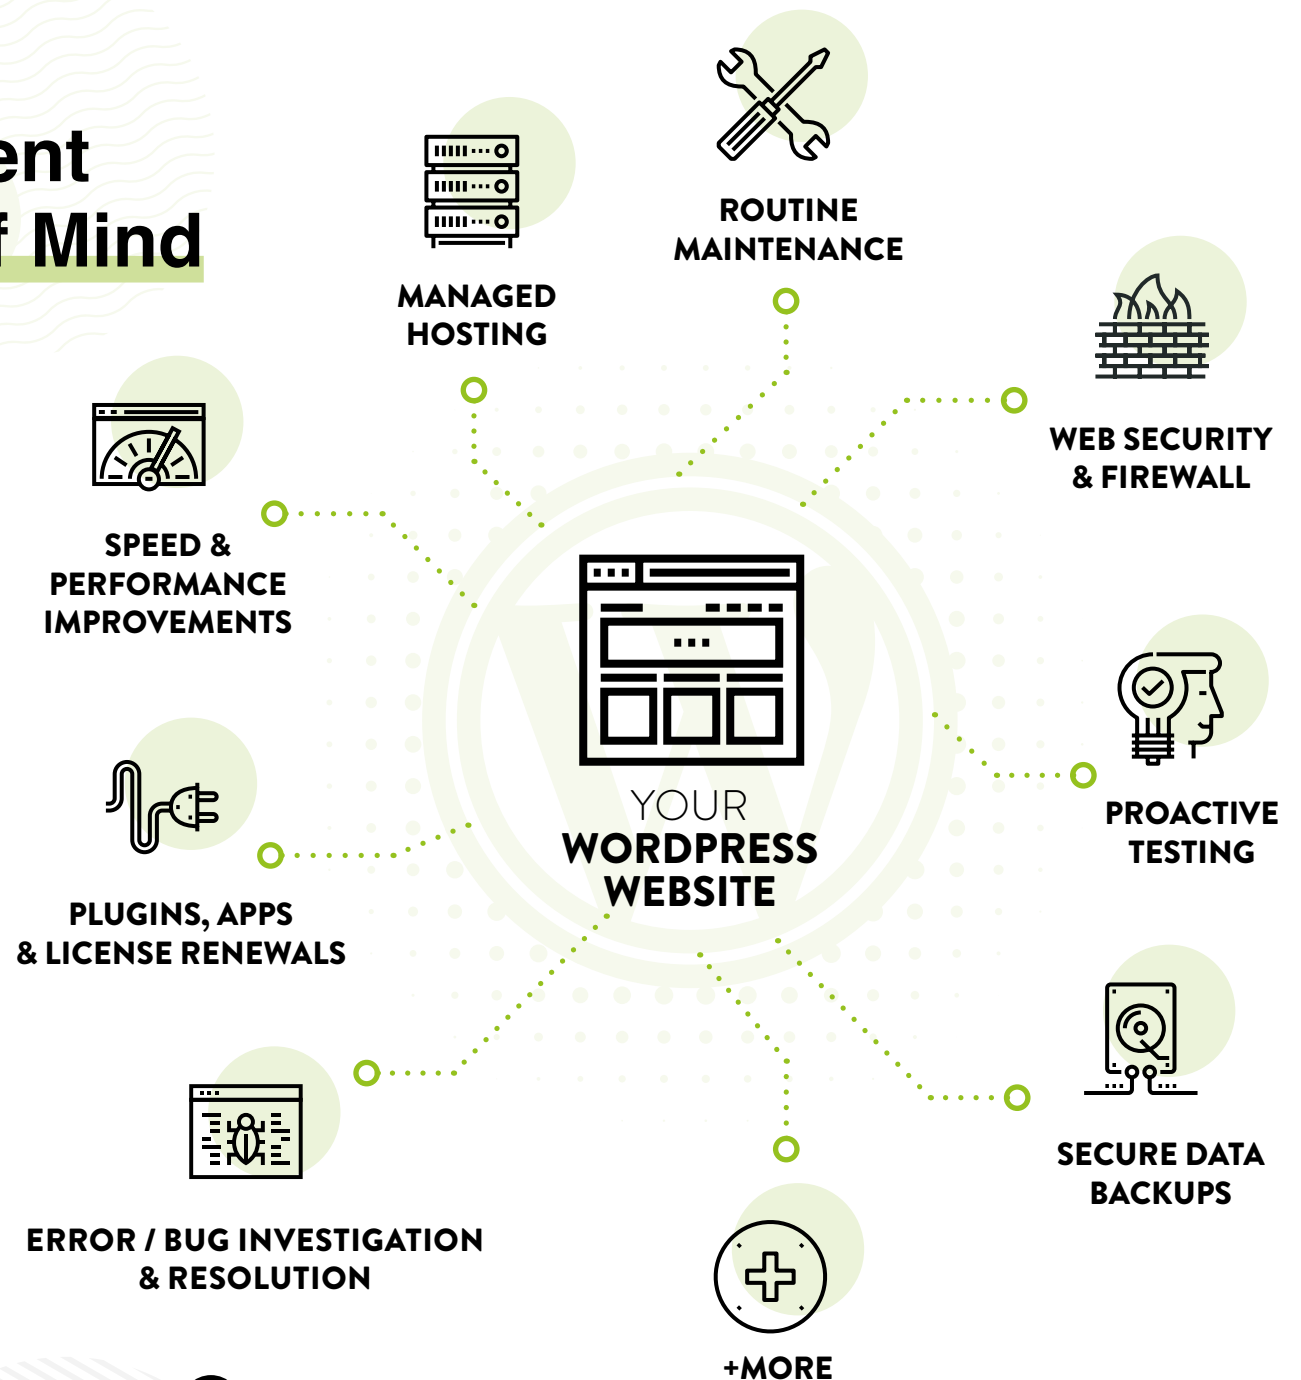 ent
f Mind
ROUTINE
MAINTENANCE
MANAGED
HOSTING
WEB SECURITY
& FIREWALL
SPEED &
PERFORMANCE
IMPROVEMENTS
YOUR
WORDPRESS
WEBSITE
PROACTIVE
TESTING
PLUGINS, APPS
& LICENSE RENEWALS
SECURE DATA
BACKUPS
ERROR / BUG INVESTIGATION
& RESOLUTION
+MORE